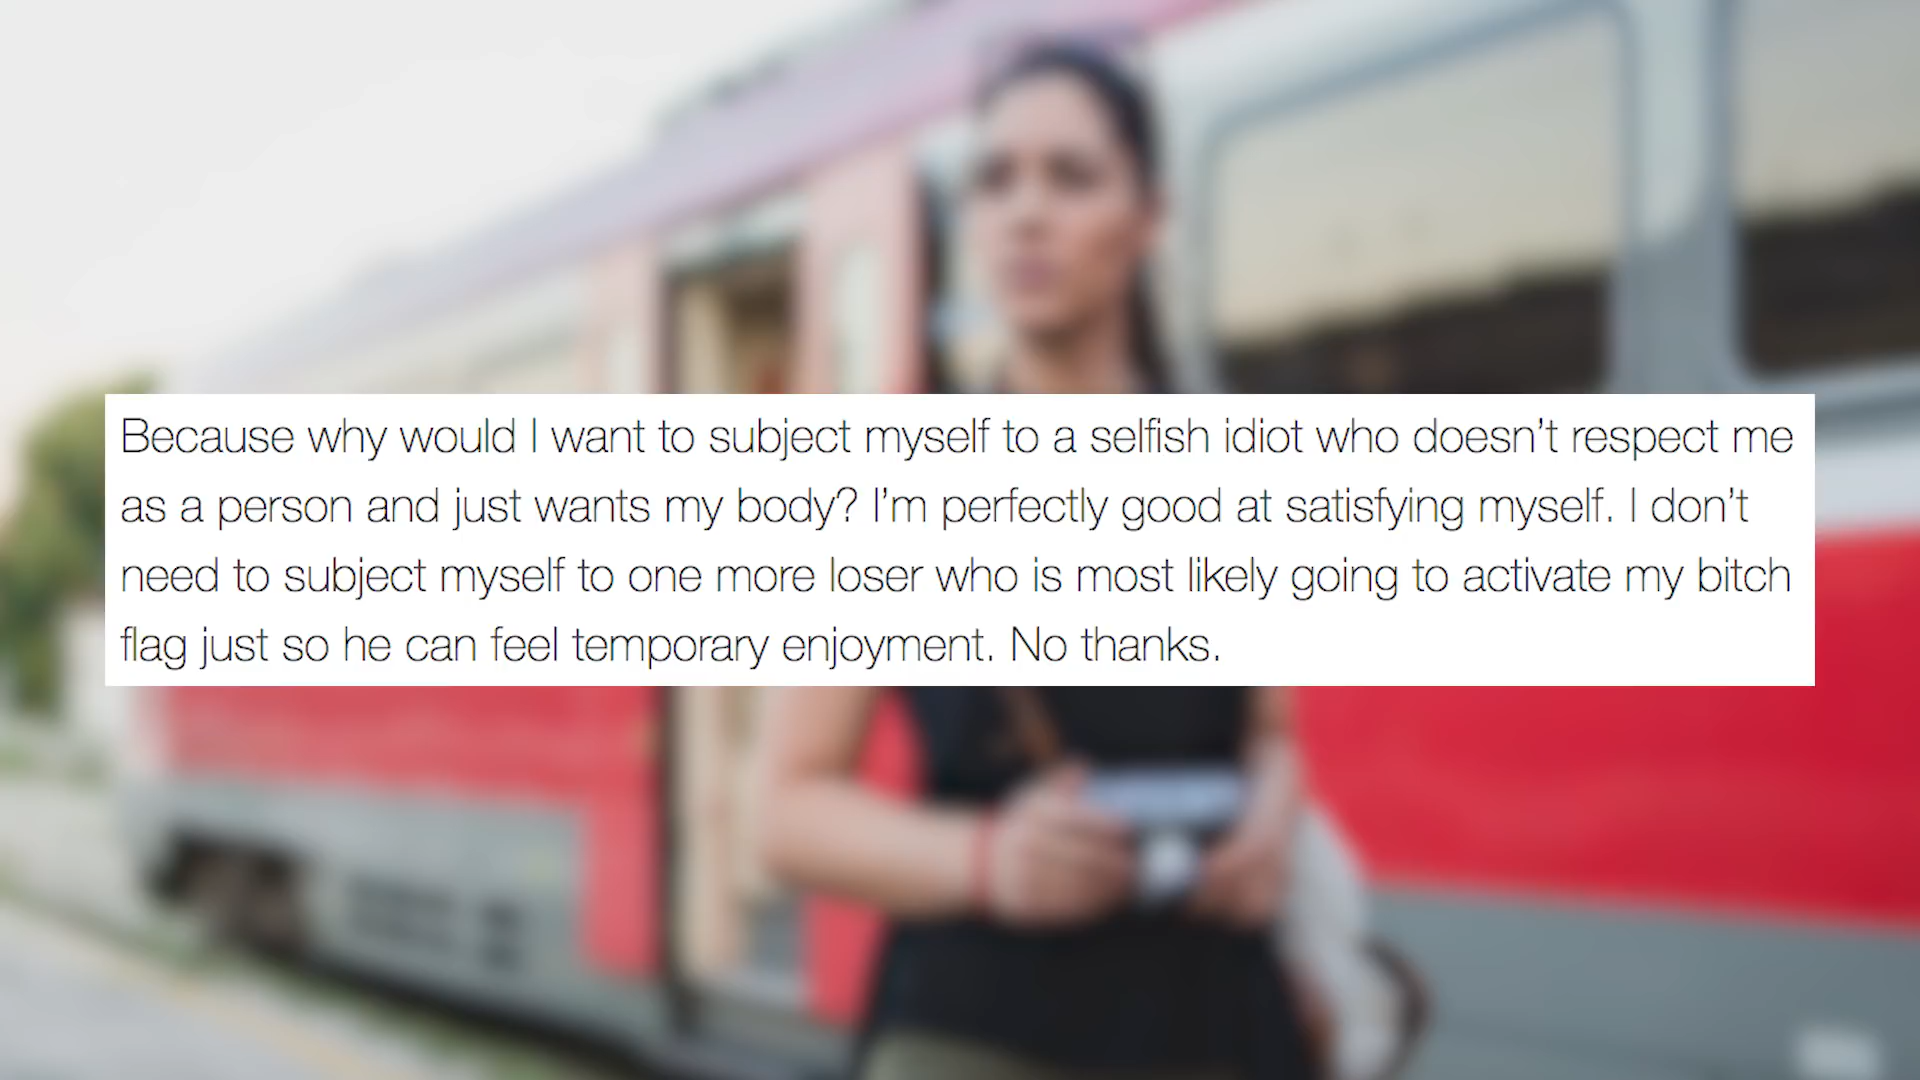 Because why would I want to subject myself to a selfish idiot who doesn’t respect me
as a person and just wants my body? I’m perfectly good at satisfying myself. I don’t
need to subject myself to one more loser who is most likely going to activate my bitch
flag just so he can feel temporary enjoyment. No thanks.